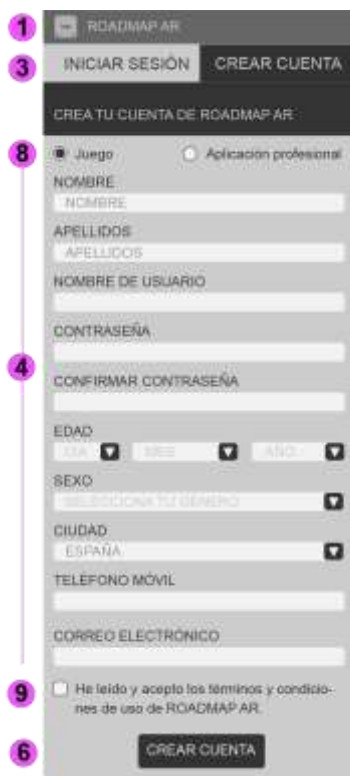 1 ROADMAP AR
3 INICIAR SESIÓN CREAR CUENTA
CREA TU CUENTA DE ROADMAP AR
8 Juego Aplicación profesional
NOMBRE
NOMBRE
APELLIDOS
APELLIDOS
NOMBRE DE USUARIO
CONTRASEÑA
4
CONFIRMAR CONTRASEÑA
EDAD
DIA MES AÑO
SEXO
SELECCIONA TU GENERO
CIUDAD
ESPAÑA
TELÉFONO MÓVIL
CORREO ELECTRÓNICO
9 He leído y acepto los términos y condicio-
nes de uso de ROADMAP AR.
6 CREAR CUENTA